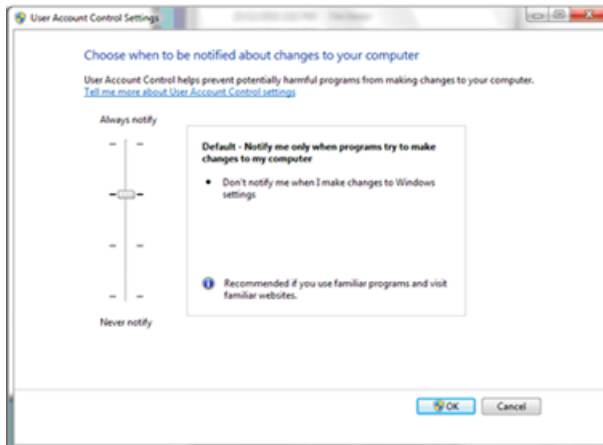 User Account Control Settings
Choose when to be notified about changes to your computer
User Account Control helps prevent potentially harmful programs from making changes to your computer.
Tell me more about User Account Control settings
Always notify
Default - Notify me only when programs try to make
changes to my computer
• Don't notify me when I make changes to Windows
settings
Recommended if you use familiar programs and visit
familiar websites.
Never notify
OK
Cancel